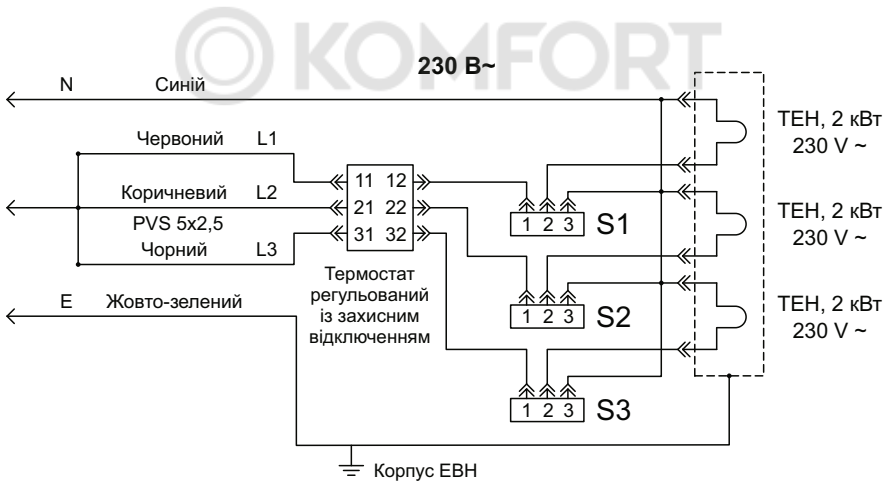 KOMFORT
230 В~
N Синій
Червоний L1
Коричневий L2
PVS 5x2,5
Чорний L3
E Жовто-зелений
11 12
21 22
31 32
Термостат
регульований
із захисним
відключенням
1 2 3 S1
1 2 3 S2
1 2 3 S3
ТЕН, 2 кВт
230 V ~
ТЕН, 2 кВт
230 V ~
ТЕН, 2 кВт
230 V ~
Корпус ЕВН